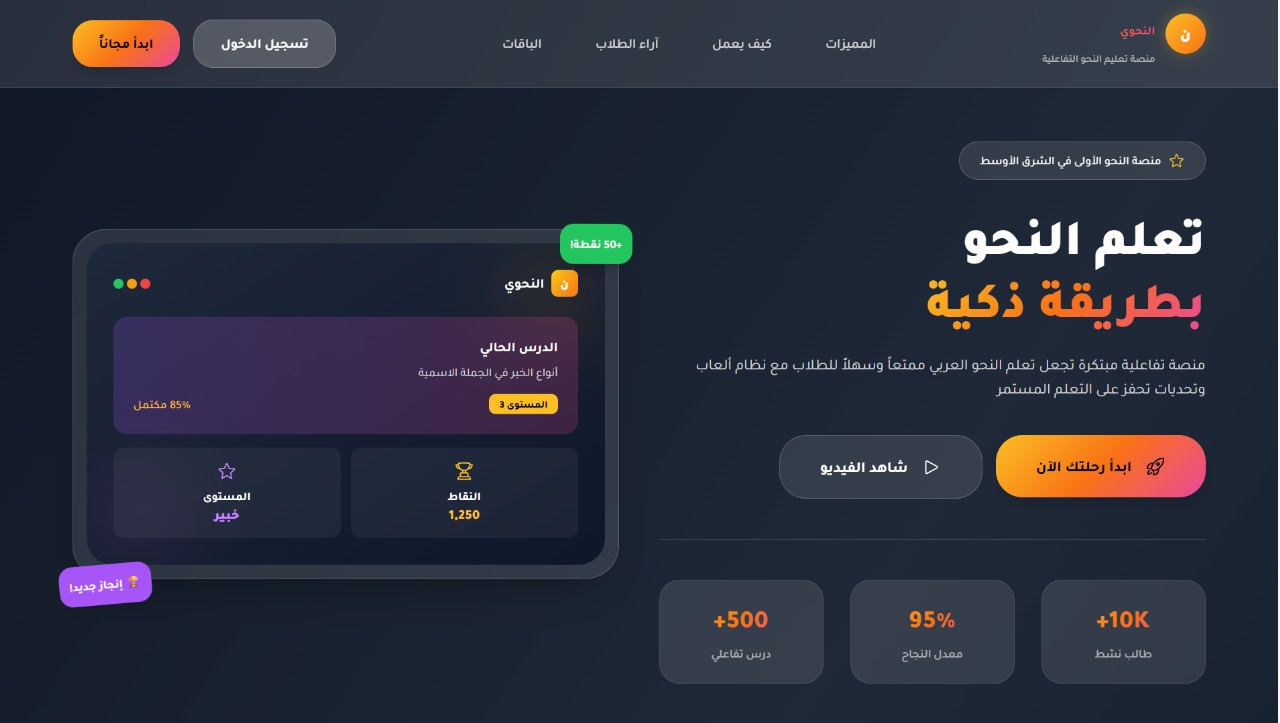 ن
النحوي
منصة تعليم النحو التفاعلية
المميزات
كيف يعمل
آراء الطلاب
الباقات
تسجيل الدخول
ابدأ مجاناً
منصة النحو الأولى في الشرق الأوسط
تعلم النحو
بطريقة ذكية
منصة تفاعلية مبتكرة تجعل تعلم النحو العربي ممتعاً وسهلاً للطلاب مع نظام ألعاب
وتحديات تحفز على التعلم المستمر
ابدأ رحلتك الآن
شاهد الفيديو
+10K
طالب نشط
95%
معدل النجاح
+500
درس تفاعلي
+50 نقطة!
ن
النحوي
الدرس الحالي
أنواع الخبر في الجملة الاسمية
المستوى 3
85% مكتمل
النقاط
1,250
المستوى
خبير
🏆 إنجاز جديد!